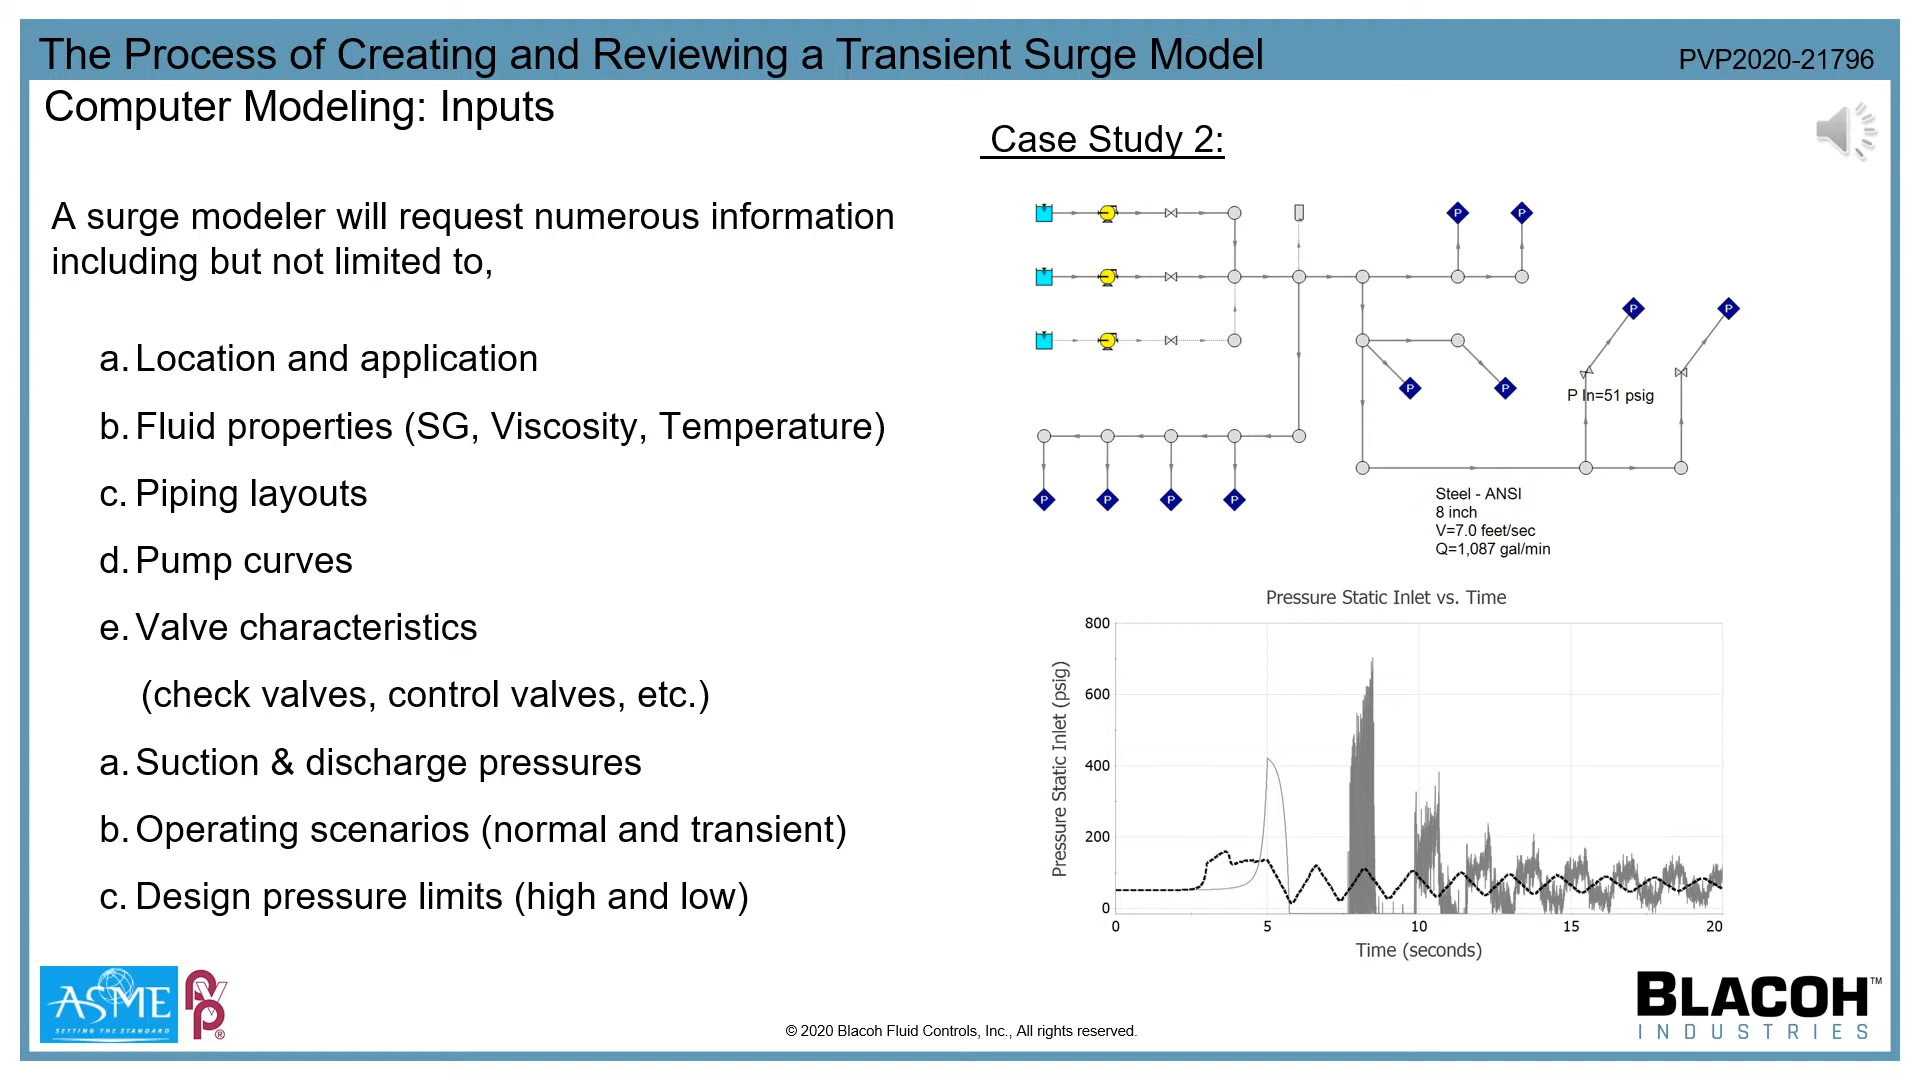 The Process of Creating and Reviewing a Transient Surge Model
PVP2020-21796
Computer Modeling: Inputs
A surge modeler will request numerous information
including but not limited to,
a. Location and application
b. Fluid properties (SG, Viscosity, Temperature)
c. Piping layouts
d. Pump curves
e. Valve characteristics
(check valves, control valves, etc.)
a. Suction & discharge pressures
b. Operating scenarios (normal and transient)
c. Design pressure limits (high and low)
Case Study 2:
P P
P P
P P
P In=51 psig
P P P P
Steel - ANSI
8 inch
V=7.0 feet/sec
Q=1,087 gal/min
Pressure Static Inlet vs. Time
Pressure Static Inlet (psig)
800
600
400
200
0
0 5 10 15 20
Time (seconds)
ASME
SETTING THE STANDARD
PVP®
© 2020 Blacoh Fluid Controls, Inc., All rights reserved.
BLACOH™
INDUSTRIES